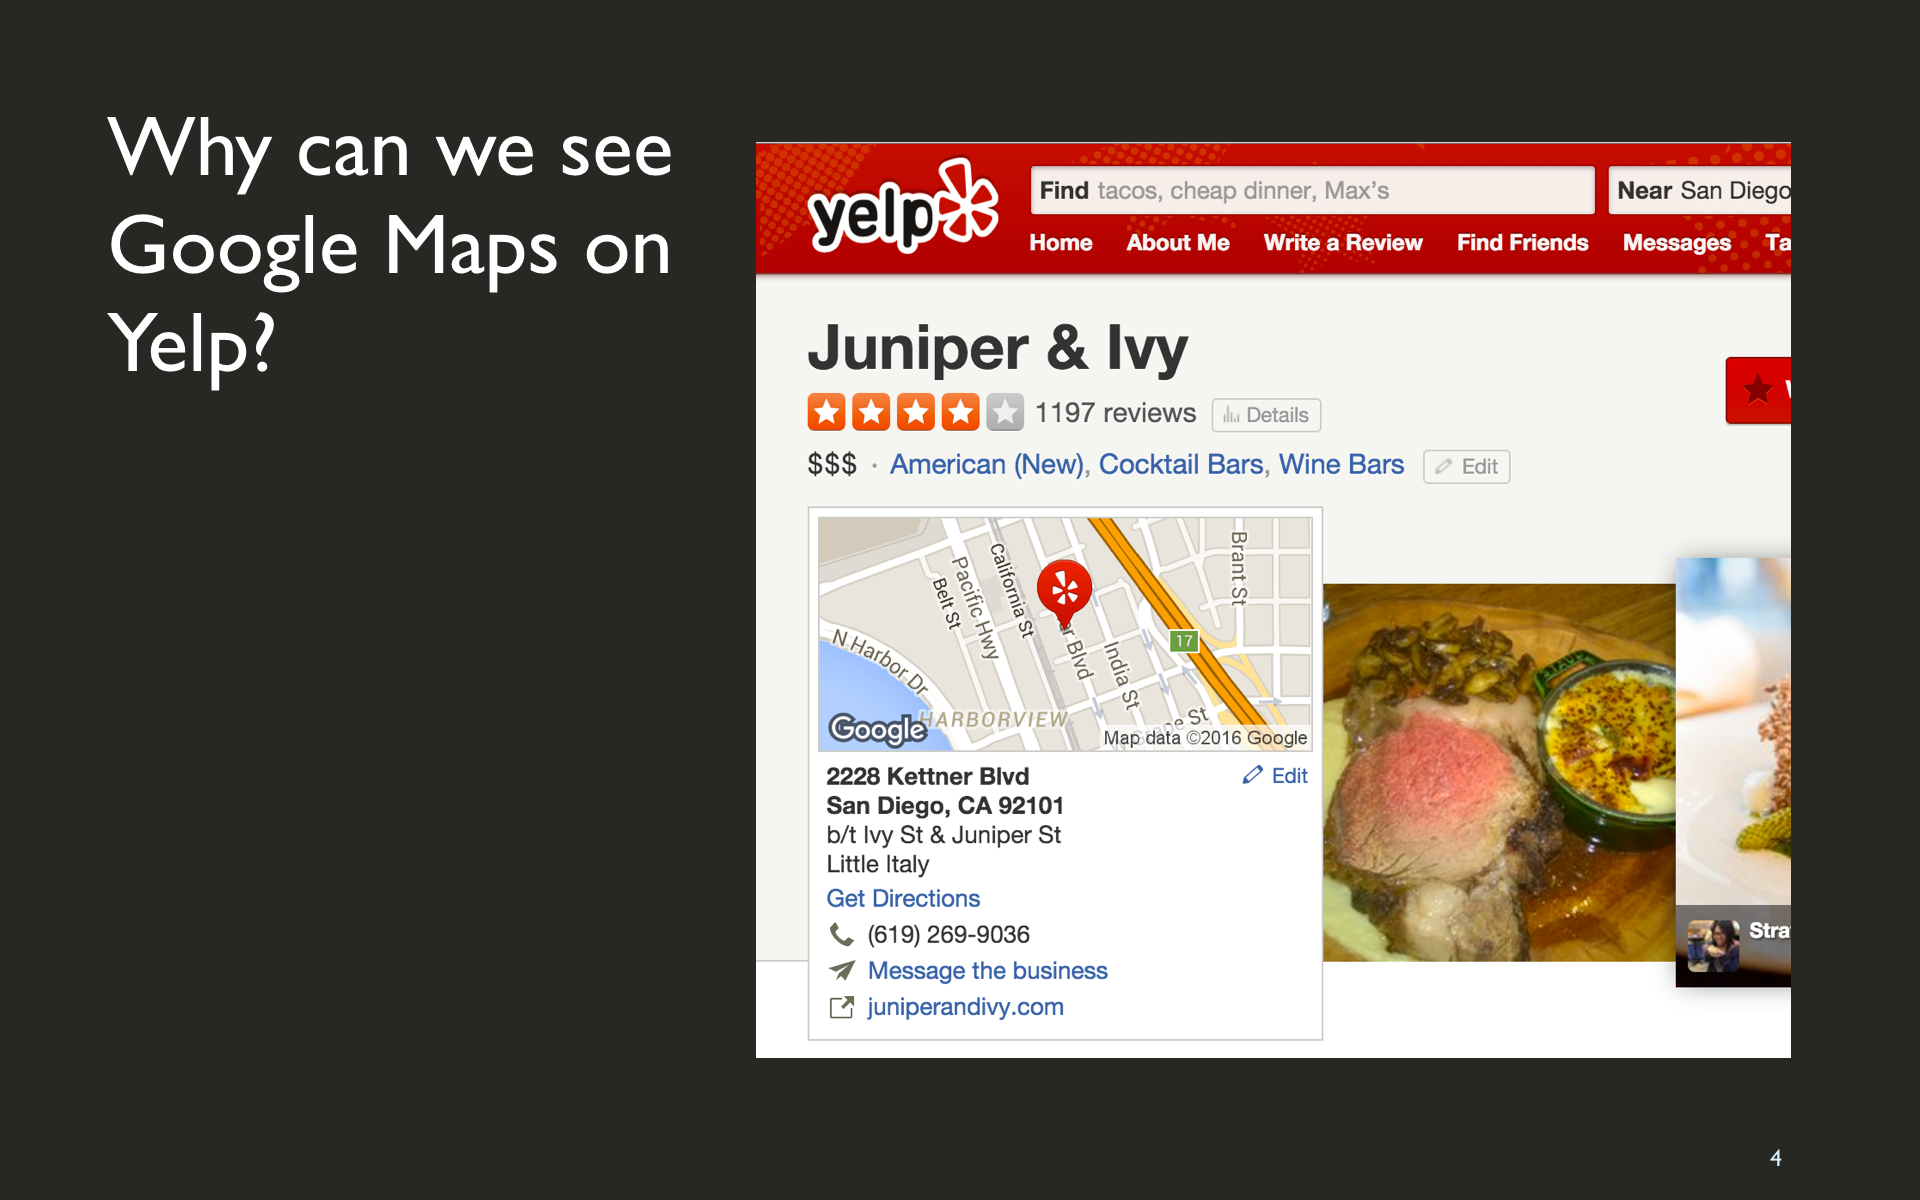 Why can we see
Google Maps on
Yelp?
yelp
Find tacos, cheap dinner, Max's
Near San Diego
Home About Me Write a Review Find Friends Messages Ta
Juniper & Ivy
1197 reviews Details
$$$ · American (New), Cocktail Bars, Wine Bars Edit
Brant St
California St
Pacific Hwy
Belt St
17
N Harbor Dr
er Blvd
India St
HARBORVIEW
Google
Map data ©2016 Google
2228 Kettner Blvd Edit
San Diego, CA 92101
b/t Ivy St & Juniper St
Little Italy
Get Directions
(619) 269-9036
Stra
Message the business
juniperandivy.com
4